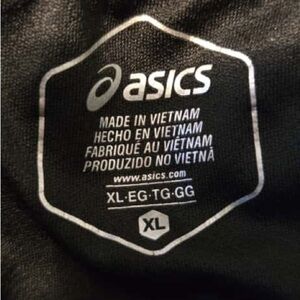 asics
MADE IN VIETNAM
HECHO EN VIETNAM
FABRIQUÉ AU VIÊTNAM
PRODUZIDO NO VIETNÃ
www.asics.com
XL·EG·TG·GG
XL